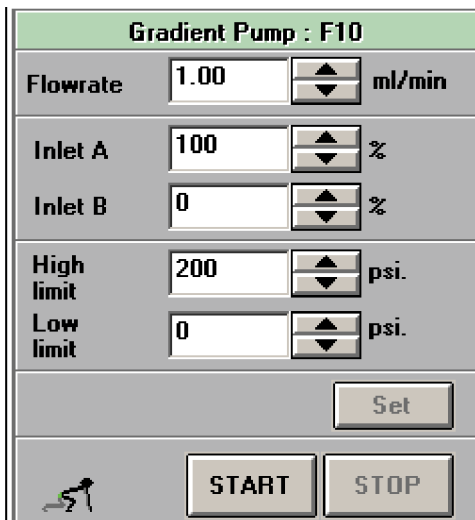 Gradient Pump : F10
Flowrate 1.00 ml/min
Inlet A 100 %
Inlet B 0 %
High limit 200 psi.
Low limit 0 psi.
Set
START STOP